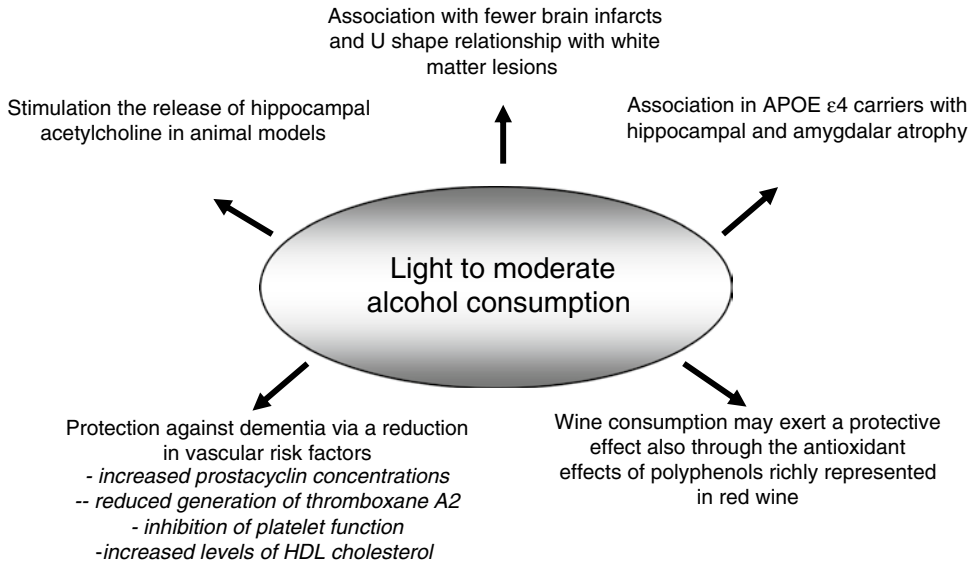 Association with fewer brain infarcts
and U shape relationship with white
matter lesions
Stimulation the release of hippocampal
acetylcholine in animal models
Association in APOE ε4 carriers with
hippocampal and amygdalar atrophy
Light to moderate
alcohol consumption
Protection against dementia via a reduction
in vascular risk factors
- increased prostacyclin concentrations
-- reduced generation of thromboxane A2
- inhibition of platelet function
-increased levels of HDL cholesterol
Wine consumption may exert a protective
effect also through the antioxidant
effects of polyphenols richly represented
in red wine